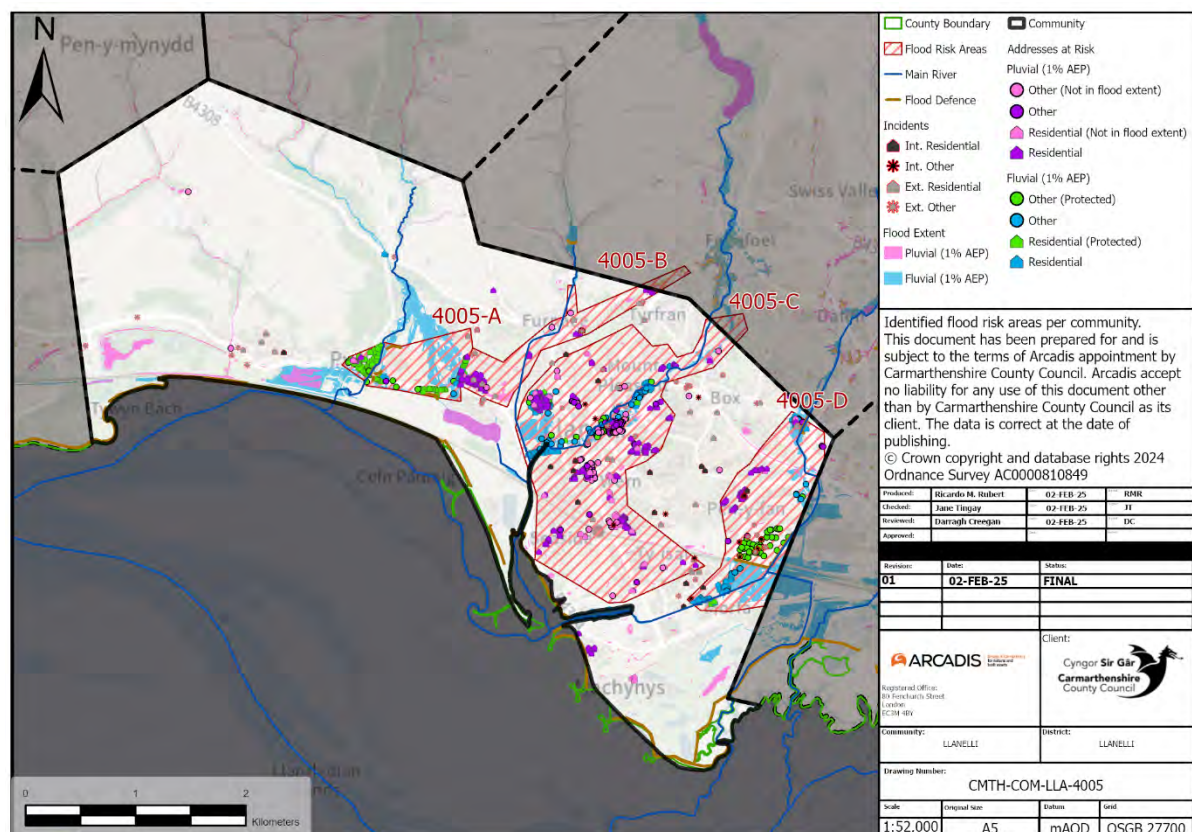 N
Pen-y-mynydd
B4308
Swiss Valle
4005-B
4005-C
Tyrfran
4005-A
Box
4005-D
Tywyn Bach
0
1
2
Kilometers
County Boundary
Community
Flood Risk Areas
Main River
Flood Defence
Incidents
Int. Residential
Int. Other
Ext. Residential
Ext. Other
Flood Extent
Pluvial (1% AEP)
Fluvial (1% AEP)
Addresses at Risk
Pluvial (1% AEP)
Other (Not in flood extent)
Other
Residential (Not in flood extent)
Residential
Fluvial (1% AEP)
Other (Protected)
Other
Residential (Protected)
Residential
Identified flood risk areas per community.
This document has been prepared for and is
subject to the terms of Arcadis appointment by
Carmarthenshire County Council. Arcadis accept
no liability for any use of this document other
than by Carmarthenshire County Council as its
client. The data is correct at the date of
publishing.
© Crown copyright and database rights 2024
Ordnance Survey AC0000810849
Produced: Ricardo M. Rubert 02-FEB-25 RMR
Checked: Jane Tingay 02-FEB-25 JT
Reviewed: Darragh Creegan 02-FEB-25 DC
Approved:
Revision: Date: Status:
01 02-FEB-25 FINAL
ARCADIS
Registered Office:
80 Fenchurch Street
London
EC3M 4BY
Client:
Cyngor Sir Gâr
Carmarthenshire
County Council
Community:
LLANELLI
District:
LLANELLI
Drawing Number:
CMTH-COM-LLA-4005
Scale Original Size Datum Grid
1:52,000 A5 mAOD OSGB 27700